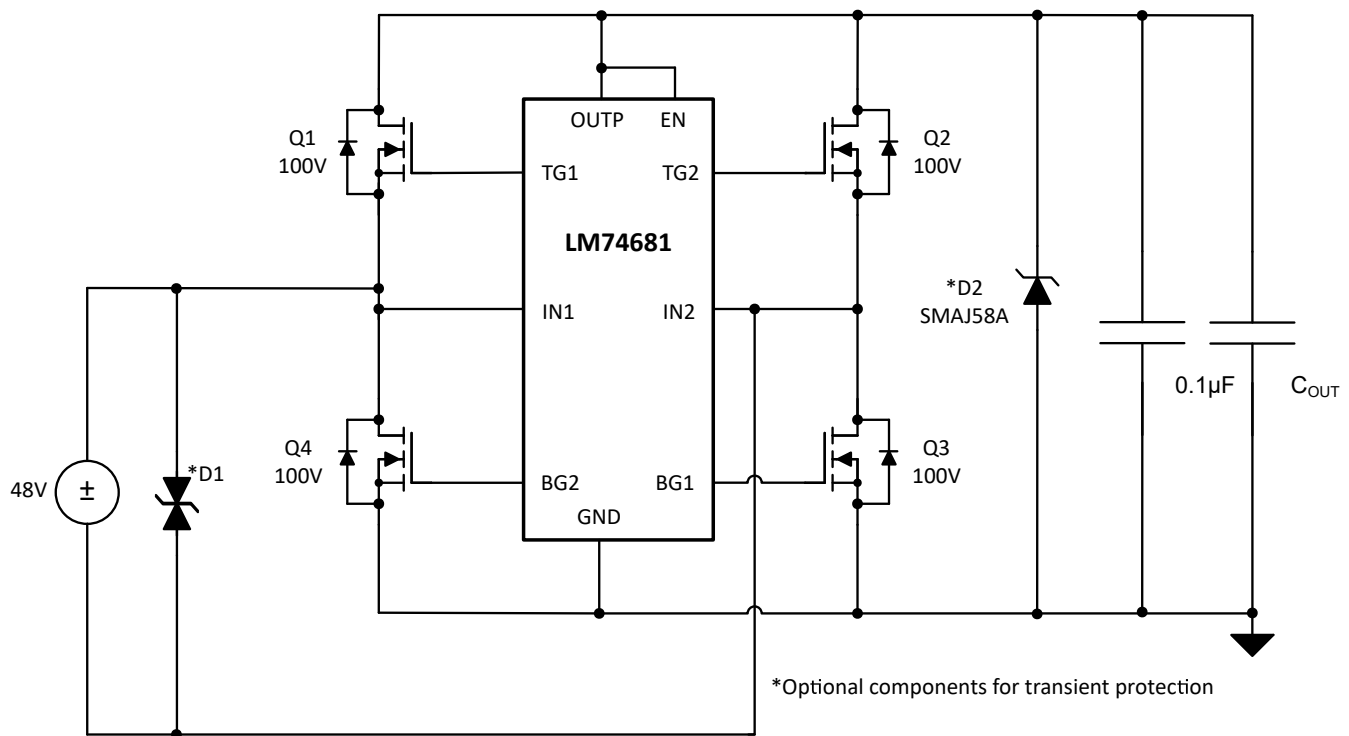 OUTP EN
Q1
100V
Q2
100V
TG1 TG2
LM74681
IN1 IN2
*D2
SMAJ58A
0.1µF COUT
Q4
100V
Q3
100V
*D1
48V
±
BG2 BG1
GND
*Optional components for transient protection